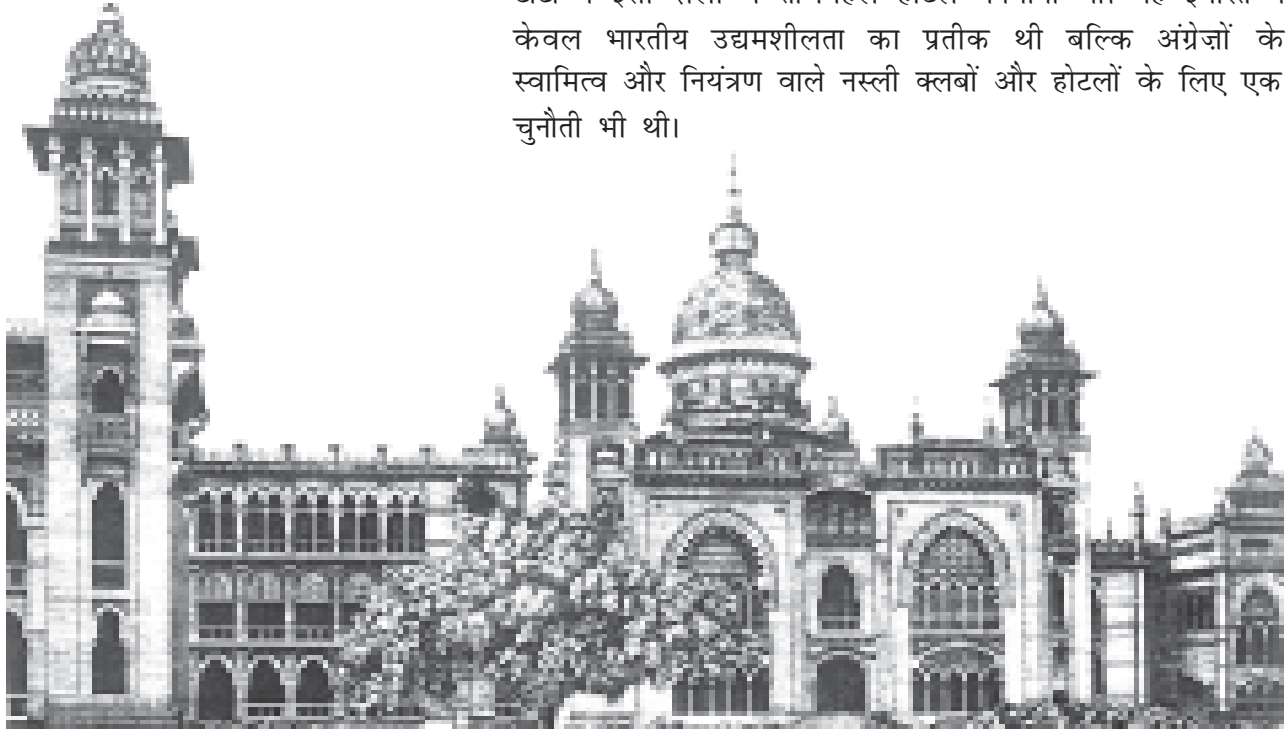 केवल भारतीय उद्यमशीलता का प्रतीक थी बल्कि अंग्रेज़ों के
स्वामित्व और नियंत्रण वाले नस्ली क्लबों और होटलों के लिए एक
चुनौती भी थी।